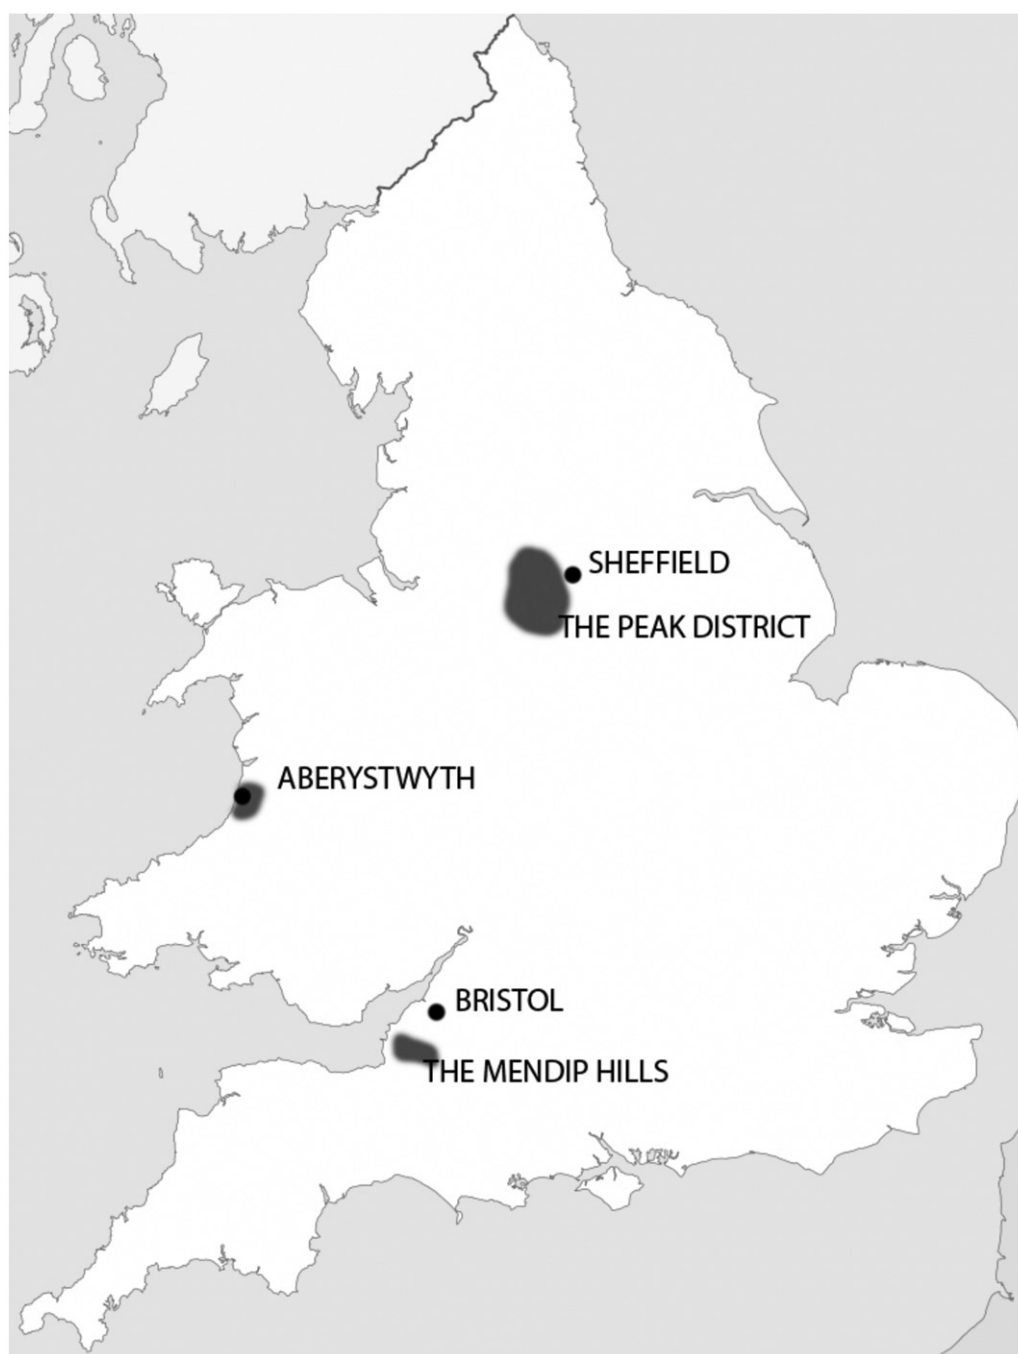 SHEFFIELD
THE PEAK DISTRICT
ABERYSTWYTH
BRISTOL
THE MENDIP HILLS